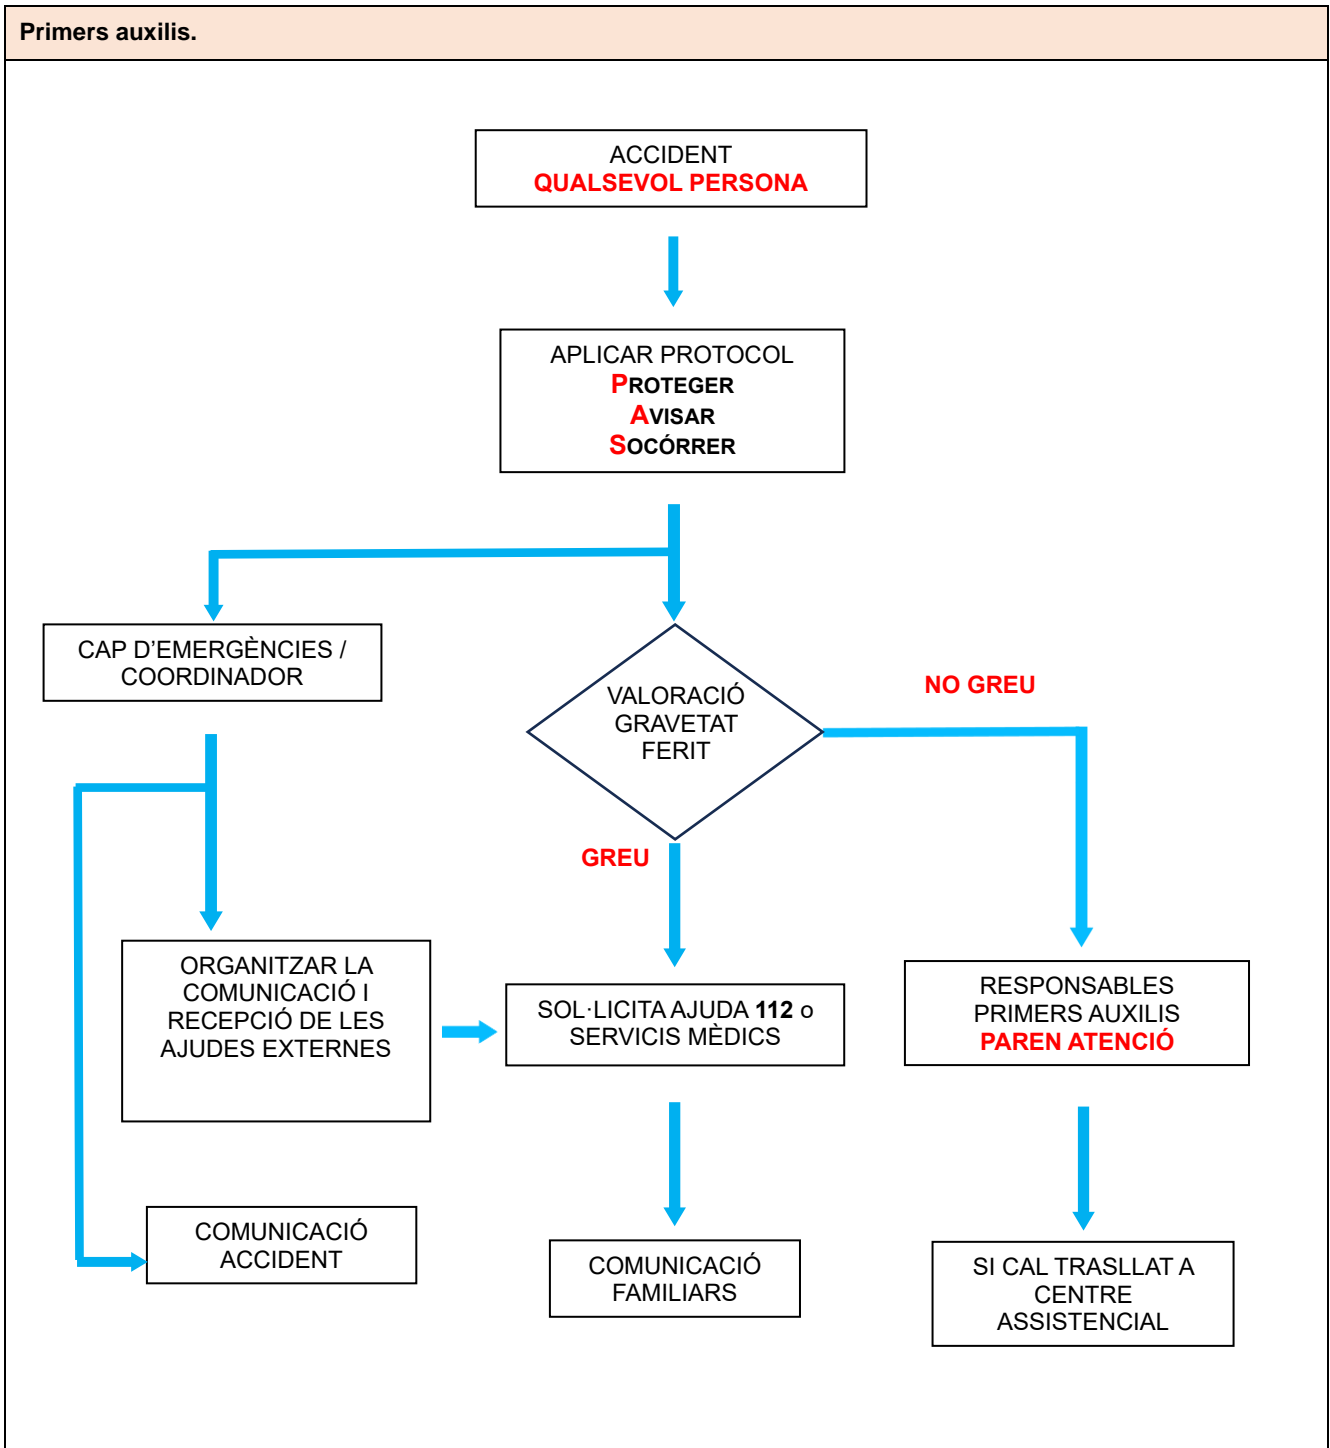 Primers auxilis.
ACCIDENT
QUALSEVOL PERSONA
APLICAR PROTOCOL
PROTEGER
AVISAR
SOCÓRRER
CAP D’EMERGÈNCIES /
COORDINADOR
VALORACIÓ
GRAVETAT
FERIT
NO GREU
GREU
ORGANITZAR LA
COMUNICACIÓ I
RECEPCIÓ DE LES
AJUDES EXTERNES
SOL·LICITA AJUDA 112 o
SERVICIS MÈDICS
RESPONSABLES
PRIMERS AUXILIS
PAREN ATENCIÓ
COMUNICACIÓ
ACCIDENT
COMUNICACIÓ
FAMILIARS
SI CAL TRASLLAT A
CENTRE
ASSISTENCIAL